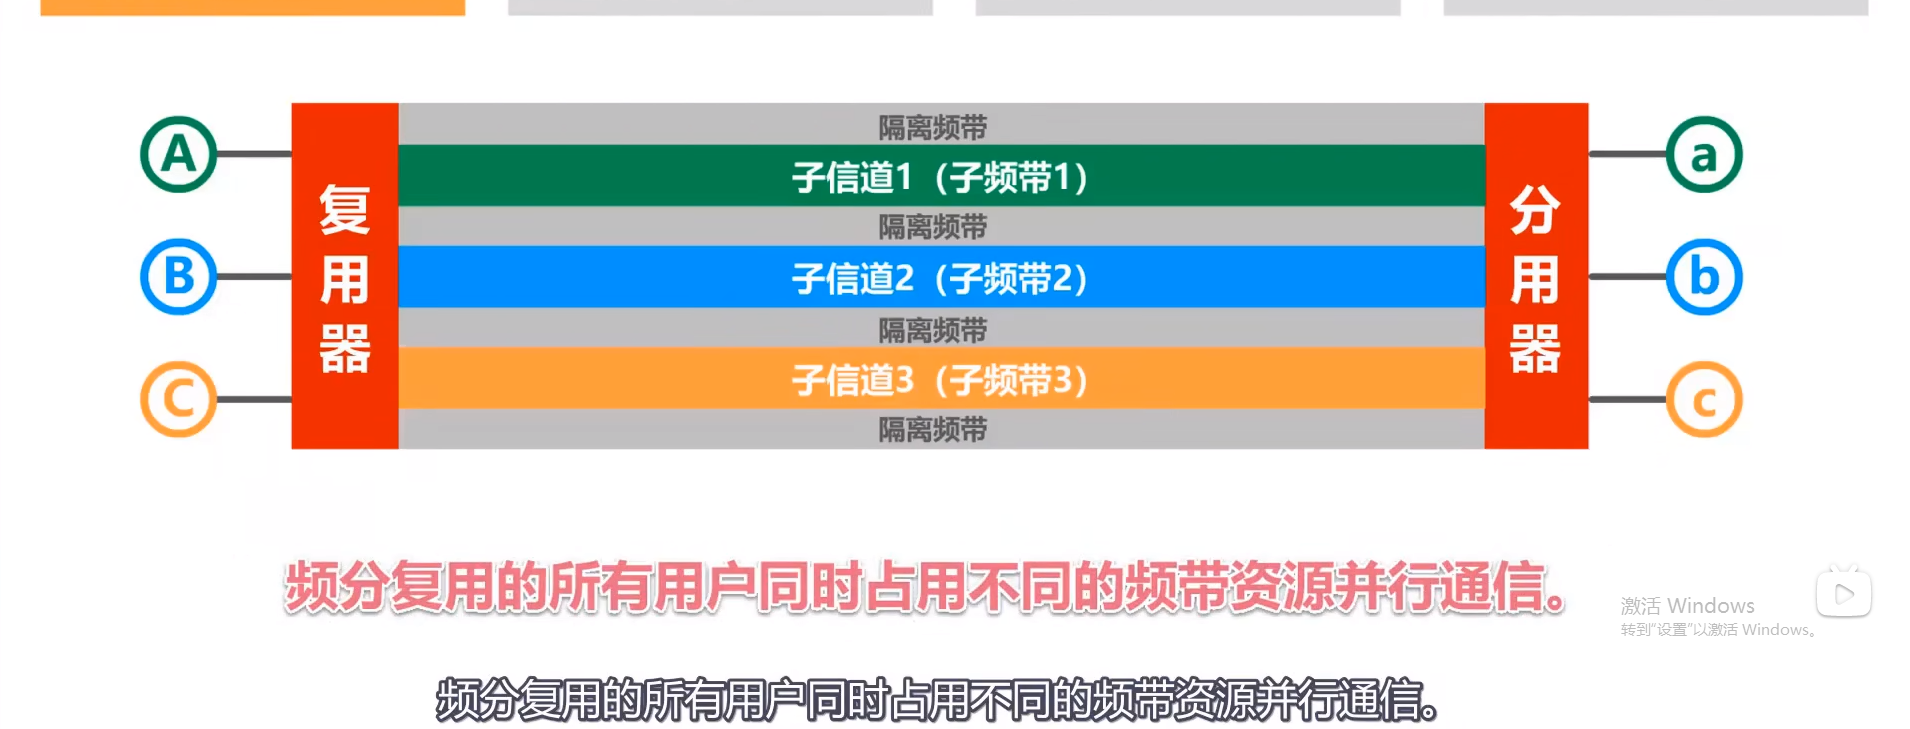 隔离频带
A
子信道1（子频带1）
a
复用器
分用器
隔离频带
B
子信道2（子频带2）
b
隔离频带
C
子信道3（子频带3）
c
隔离频带
频分复用的所有用户同时占用不同的频带资源并行通信。
激活 Windows
转到“设置”以激活 Windows。
频分复用的所有用户同时占用不同的频带资源并行通信。